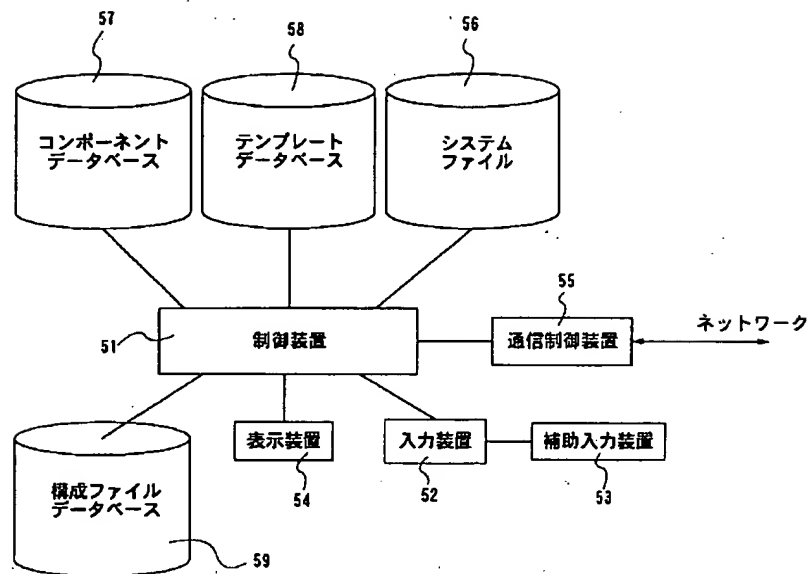 57
58
56
コンポーネント
データベース
テンプレート
データベース
システム
ファイル
55
51
制御装置
通信制御装置
ネットワーク
表示装置
入力装置
補助入力装置
54
52
53
構成ファイル
データベース
59